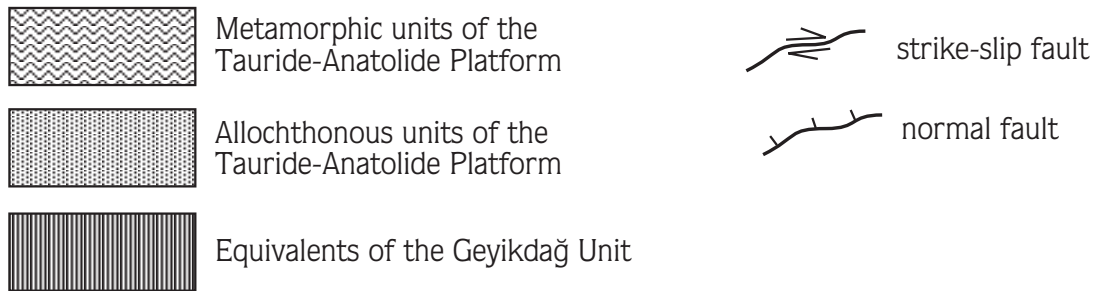 Metamorphic units of the
Tauride-Anatolide Platform
Allochthonous units of the
Tauride-Anatolide Platform
Equivalents of the Geyikdağ Unit
strike-slip fault
normal fault